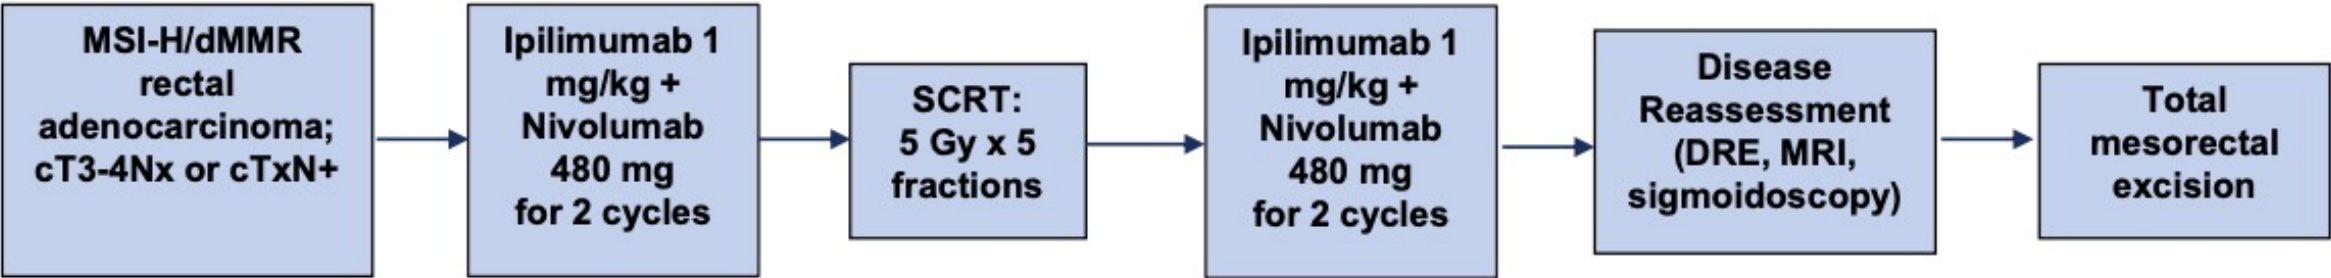 MSI-H/dMMR
rectal
adenocarcinoma;
cT3-4Nx or cTxN+
Ipilimumab 1
mg/kg +
Nivolumab
480 mg
for 2 cycles
SCRT:
5 Gy x 5
fractions
Ipilimumab 1
mg/kg +
Nivolumab
480 mg
for 2 cycles
Disease
Reassessment
(DRE, MRI,
sigmoidoscopy)
Total
mesorectal
excision